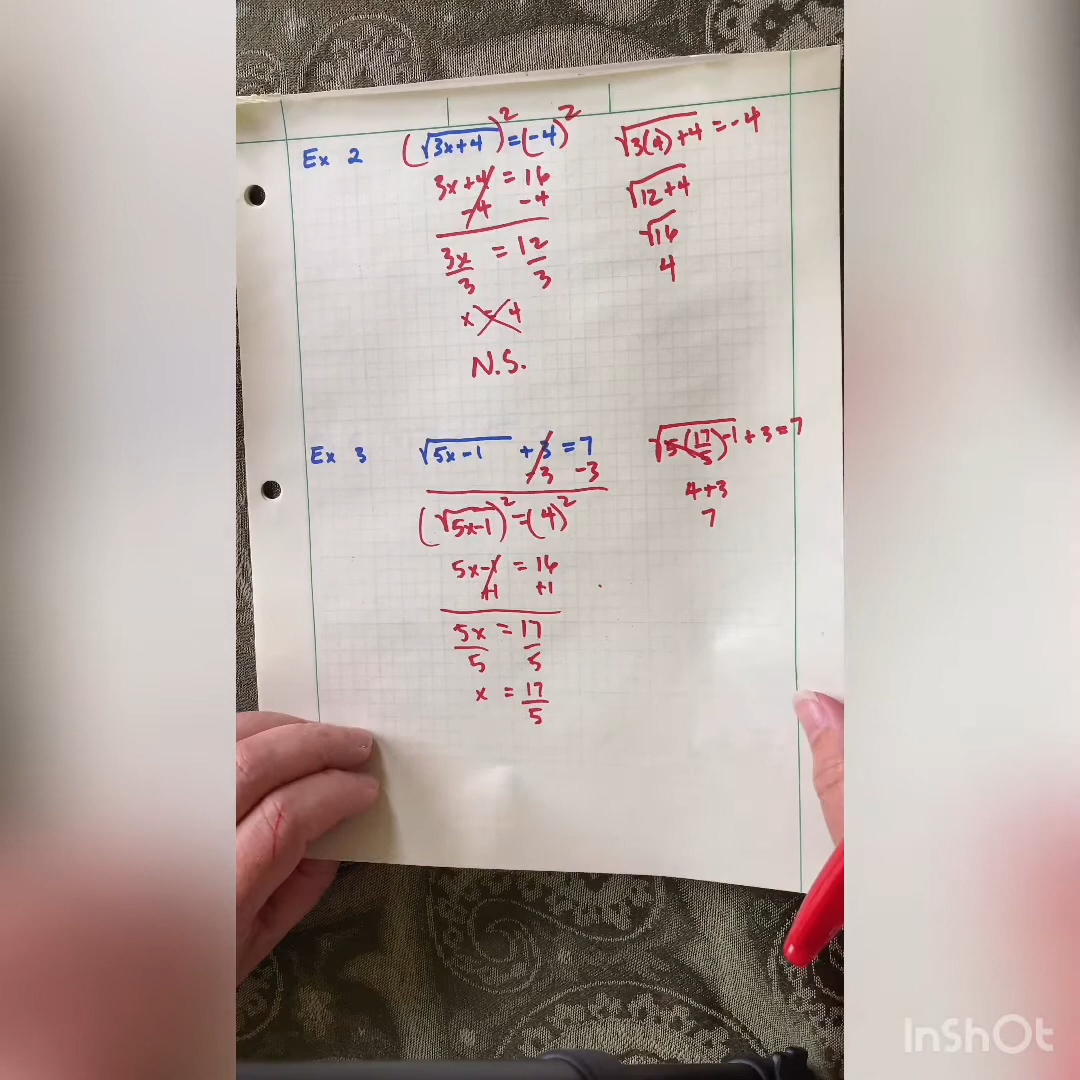 Ex 2 (√3x+4)² = (-4)²
3x+4 = 16
-4 -4
3x/3 = 12/3
x = 4
N.S.
√3(4)+4 = -4
√12+4
√16
4
Ex 3 √5x-1 +3 = 7
-3 -3
(√5x-1)² = (4)²
5x-1 = 16
+1 +1
5x/5 = 17/5
x = 17/5
√5(17/5)-1 +3 = 7
4+3
7
InShOt